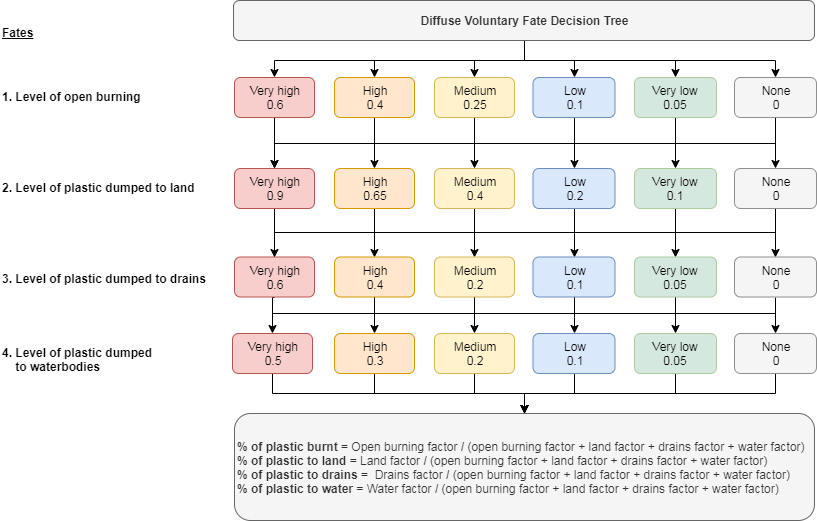 Diffuse Voluntary Fate Decision Tree
Fates
1. Level of open burning
Very high High Medium Low Very low None
0.6 0.4 0.25 0.1 0.05 0
2. Level of plastic dumped to land
Very high High Medium Low Very low None
0.9 0.65 0.4 0.2 0.1 0
3. Level of plastic dumped to drains
Very high High Medium Low Very low None
0.6 0.4 0.2 0.1 0.05 0
4. Level of plastic dumped
to waterbodies
Very high High Medium Low Very low None
0.5 0.3 0.2 0.1 0.05 0
% of plastic burnt = Open burning factor / (open burning factor + land factor + drains factor + water factor)
% of plastic to land = Land factor / (open burning factor + land factor + drains factor + water factor)
% of plastic to drains = Drains factor / (open burning factor + land factor + drains factor + water factor)
% of plastic to water = Water factor / (open burning factor + land factor + drains factor + water factor)